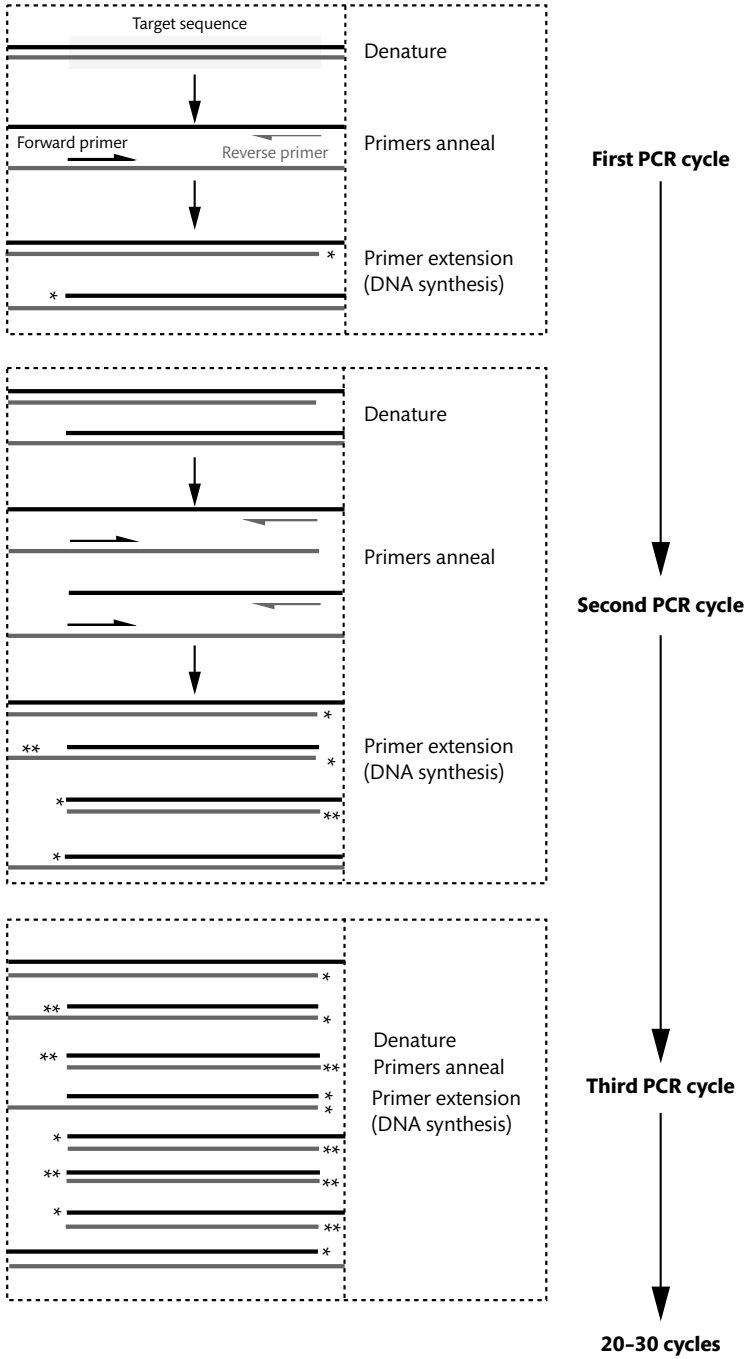 Target sequence
Denature
Forward primer
Reverse primer
Primers anneal
First PCR cycle
*
Primer extension
(DNA synthesis)
*
Denature
Primers anneal
Second PCR cycle
*
**
*
Primer extension
(DNA synthesis)
*
**
*
*
**
*
**
**
Denature
Primers anneal
Primer extension
(DNA synthesis)
Third PCR cycle
*
*
*
**
**
**
*
**
*
20–30 cycles